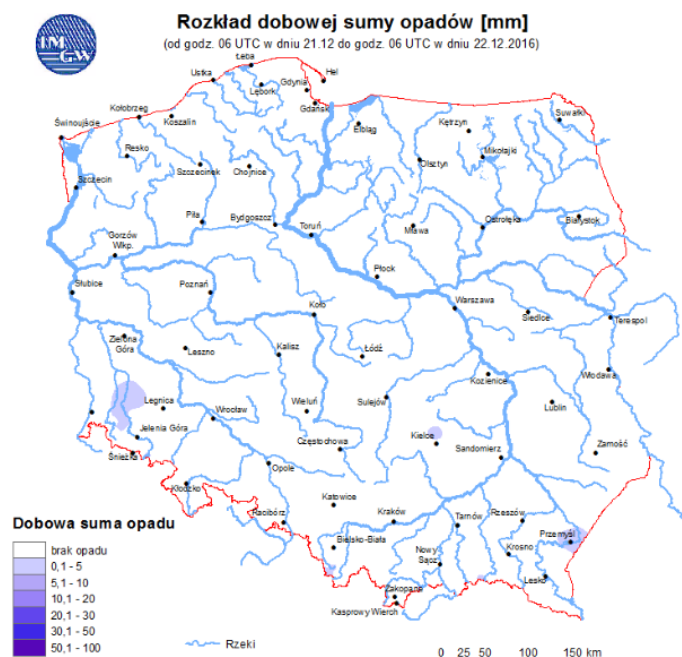 Rozkład dobowej sumy opadów [mm]
(od godz. 06 UTC w dniu 21.12 do godz. 06 UTC w dniu 22.12.2016)
IM
GW
Łeba
Ustka
Hel
Gdynia
Lębork
Gdańsk
Kołobrzeg
Koszalin
Suwałki
Świnoujście
Elbląg
Kętrzyn
Resko
Mikołajki
Szczecinek
Chojnice
Olsztyn
Szczecin
Piła
Bydgoszcz
Ostrołęka
Białystok
Toruń
Mława
Gorzów
Wlkp.
Płock
Słubice
Poznań
Koło
Warszawa
Siedlce
Terespol
Zielona
Góra
Leszno
Kalisz
Łódź
Włodawa
Kozienice
Legnica
Wrocław
Wieluń
Sulejów
Lublin
Jelenia Góra
Kielce
Częstochowa
Sandomierz
Zamość
Śnieżka
Opole
Kłodzko
Katowice
Racibórz
Kraków
Tarnów
Rzeszów
Przemyśl
Bielsko-Biała
Nowy
Sącz
Krosno
Lesko
Zakopane
Kasprowy Wierch
Dobowa suma opadu
brak opadu
0,1 - 5
5,1 - 10
10,1 - 20
20,1 - 30
30,1 - 50
50,1 - 100
Rzeki
0 25 50 100 150 km